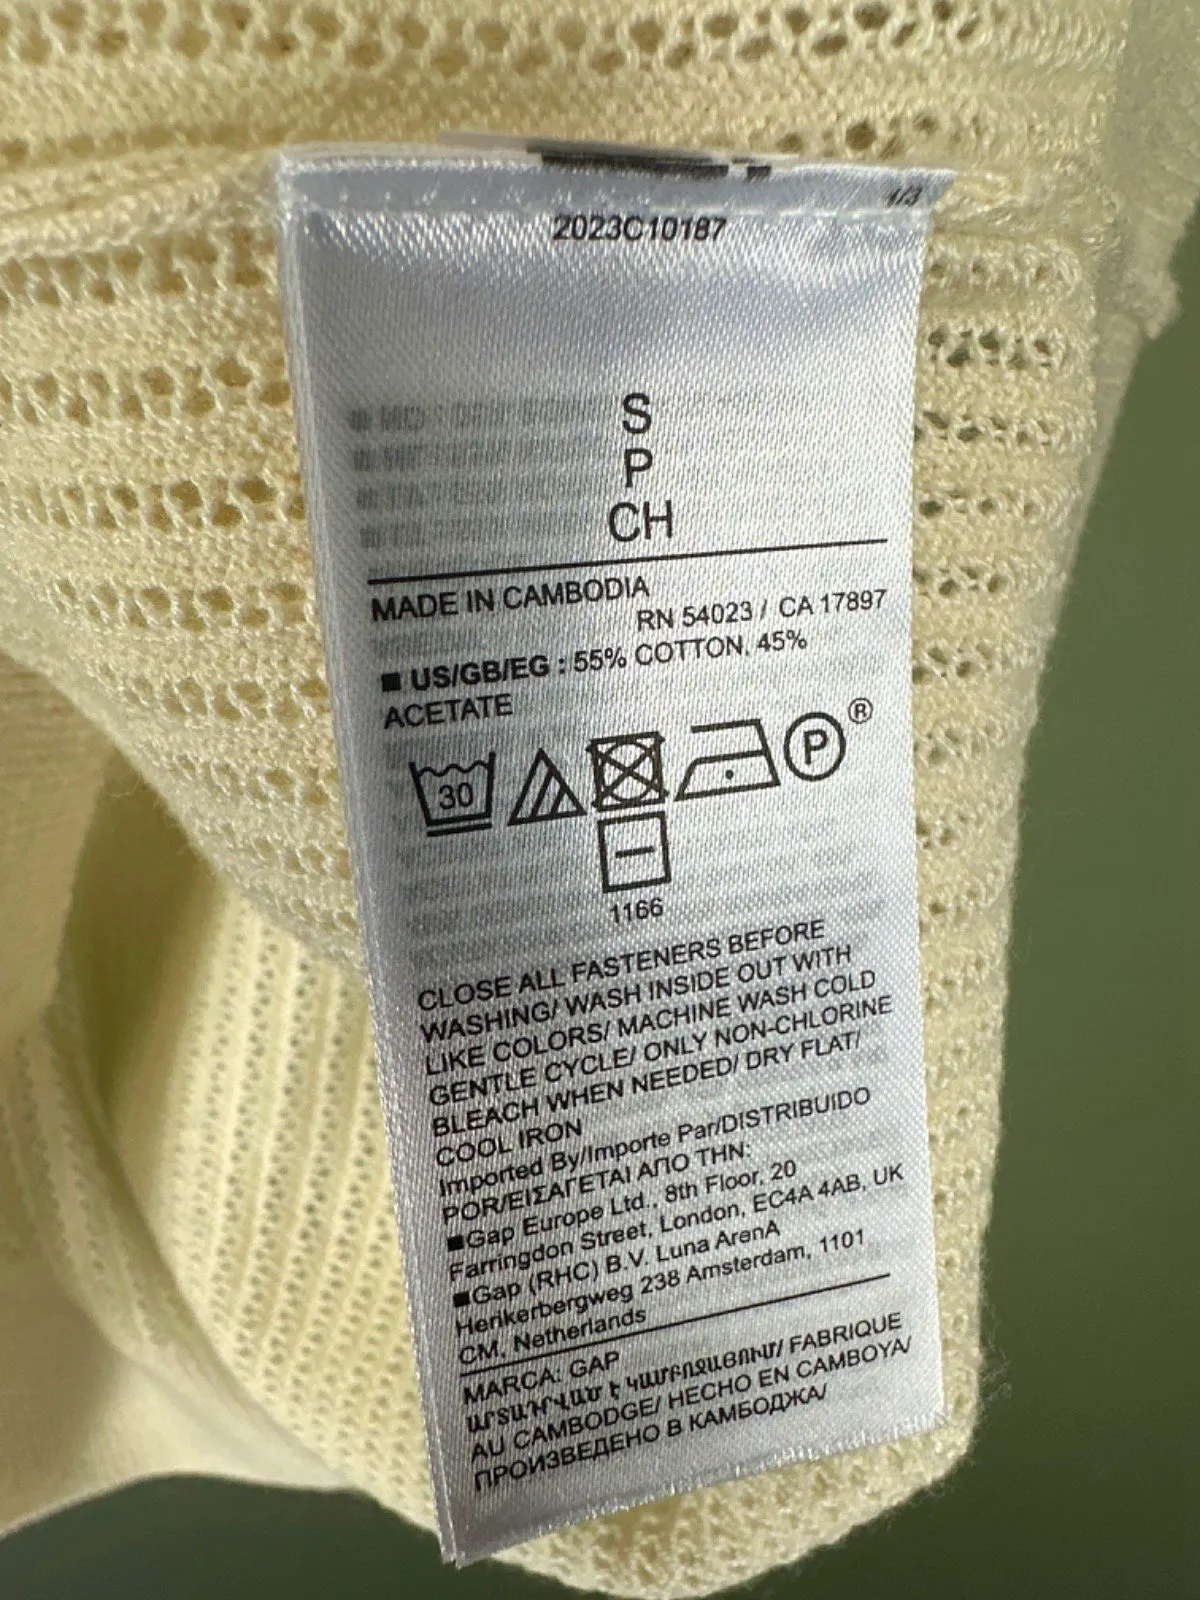 1/3
2023C10187
S
P
CH
MADE IN CAMBODIA
RN 54023 / CA 17897
■ US/GB/EG : 55% COTTON, 45%
ACETATE
30
P ®
1166
CLOSE ALL FASTENERS BEFORE
WASHING/ WASH INSIDE OUT WITH
LIKE COLORS/ MACHINE WASH COLD
GENTLE CYCLE/ ONLY NON-CHLORINE
BLEACH WHEN NEEDED/ DRY FLAT/
COOL IRON
Imported By/Importe Par/DISTRIBUIDO
POR/ΕΙΣΑΓΕΤΑΙ ΑΠΟ ΤΗΝ:
■Gap Europe Ltd., 8th Floor, 20
Farringdon Street, London, EC4A 4AB, UK
■Gap (RHC) B.V. Luna ArenA
Herikerbergweg 238 Amsterdam, 1101
CM, Netherlands
MARCA: GAP
ԱՐՏԱԴՐՎԱԾ Է ԿԱՄԲՈՋԱՅՈՒՄ/ FABRIQUE
AU CAMBODGE/ HECHO EN CAMBOYA/
ПРОИЗВЕДЕНО В КАМБОДЖА/